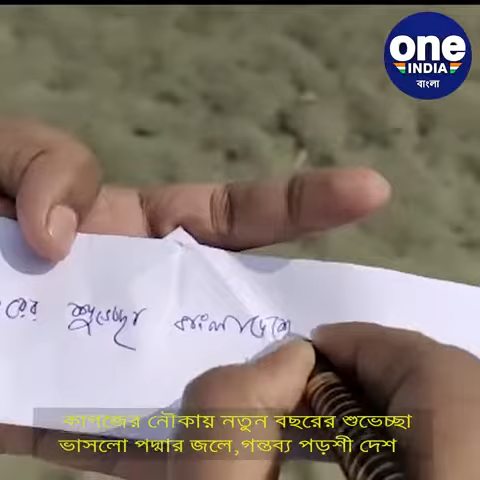 one
INDIA
বাংলা
রের শুভেচ্ছা বাংলাদেশ
কাগজের নৌকায় নতুন বছরের শুভেচ্ছা
ভাসলো পদ্মার জলে,গন্তব্য পড়শী দেশ